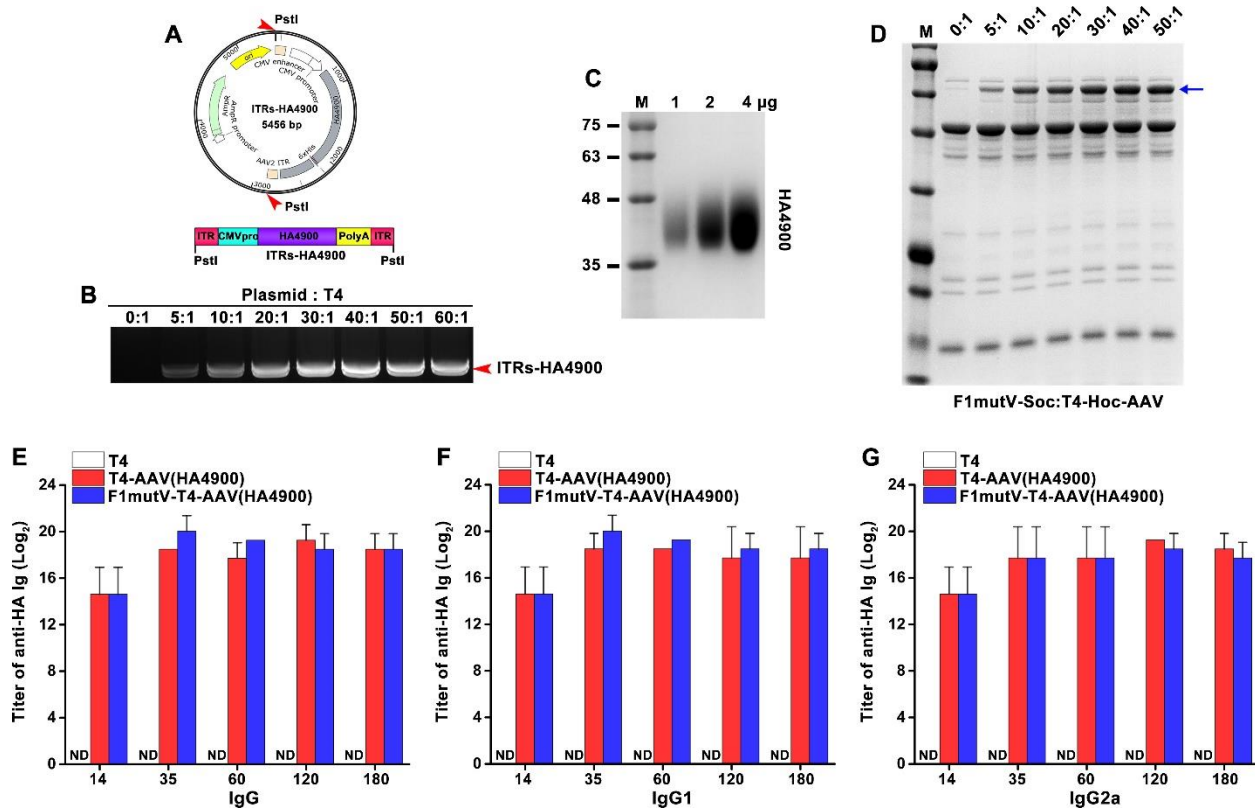 A
PstI
5000
1000
2000
3000
4000
ori
CMV enhancer
CMV promoter
HA4900
6xHis
AAV2 ITR
AmpR promoter
AmpR
ITRs-HA4900
5456 bp
PstI
ITR CMVpro HA4900 PolyA ITR
PstI ITRs-HA4900 PstI
B
Plasmid : T4
0:1 5:1 10:1 20:1 30:1 40:1 50:1 60:1
ITRs-HA4900
C
M 1 2 4 µg
75
63
48
35
HA4900
D
M 0:1 5:1 10:1 20:1 30:1 40:1 50:1
F1mutV-Soc:T4-Hoc-AAV
E
T4
T4-AAV(HA4900)
F1mutV-T4-AAV(HA4900)
Titer of anti-HA Ig (Log2)
24
20
16
12
8
4
0
ND ND ND ND ND
14 35 60 120 180
IgG
F
T4
T4-AAV(HA4900)
F1mutV-T4-AAV(HA4900)
Titer of anti-HA Ig (Log2)
24
20
16
12
8
4
0
ND ND ND ND ND
14 35 60 120 180
IgG1
G
T4
T4-AAV(HA4900)
F1mutV-T4-AAV(HA4900)
Titer of anti-HA Ig (Log2)
24
20
16
12
8
4
0
ND ND ND ND ND
14 35 60 120 180
IgG2a